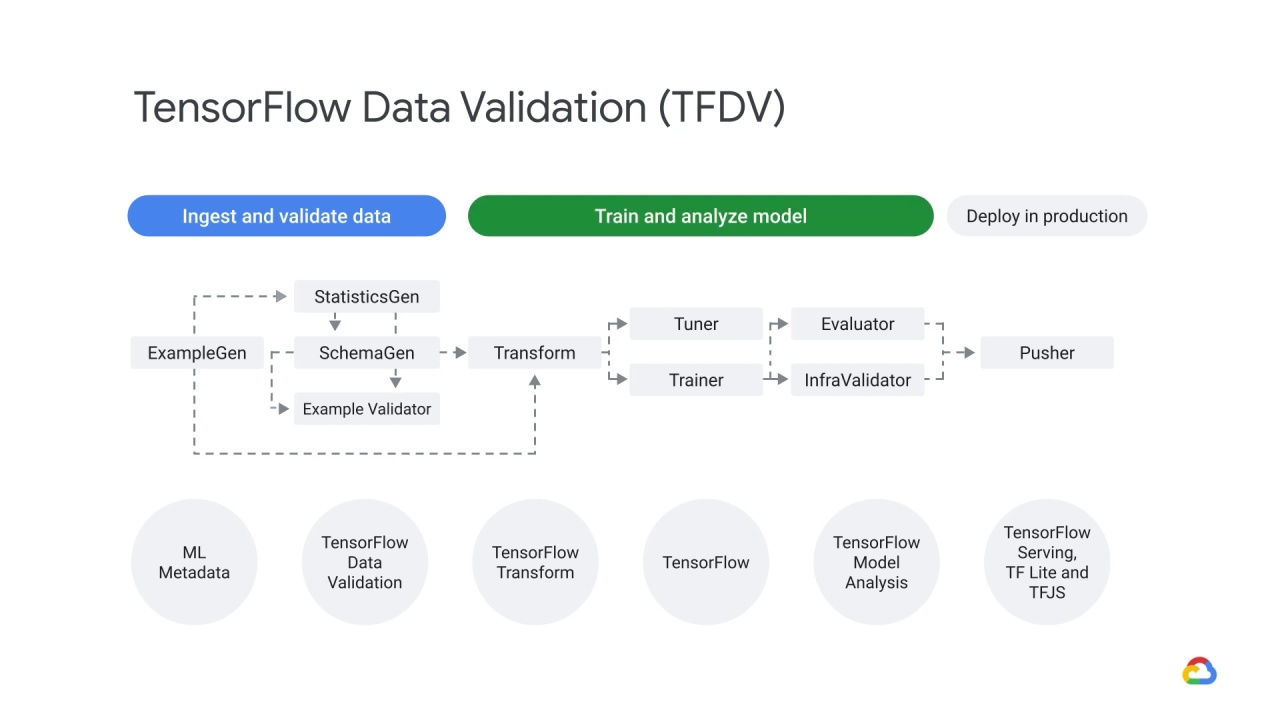 TensorFlow Data Validation (TFDV)
Ingest and validate data
Train and analyze model
Deploy in production
StatisticsGen
ExampleGen
SchemaGen
Example Validator
Transform
Tuner
Trainer
Evaluator
InfraValidator
Pusher
ML
Metadata
TensorFlow
Data
Validation
TensorFlow
Transform
TensorFlow
TensorFlow
Model
Analysis
TensorFlow
Serving,
TF Lite and
TFJS